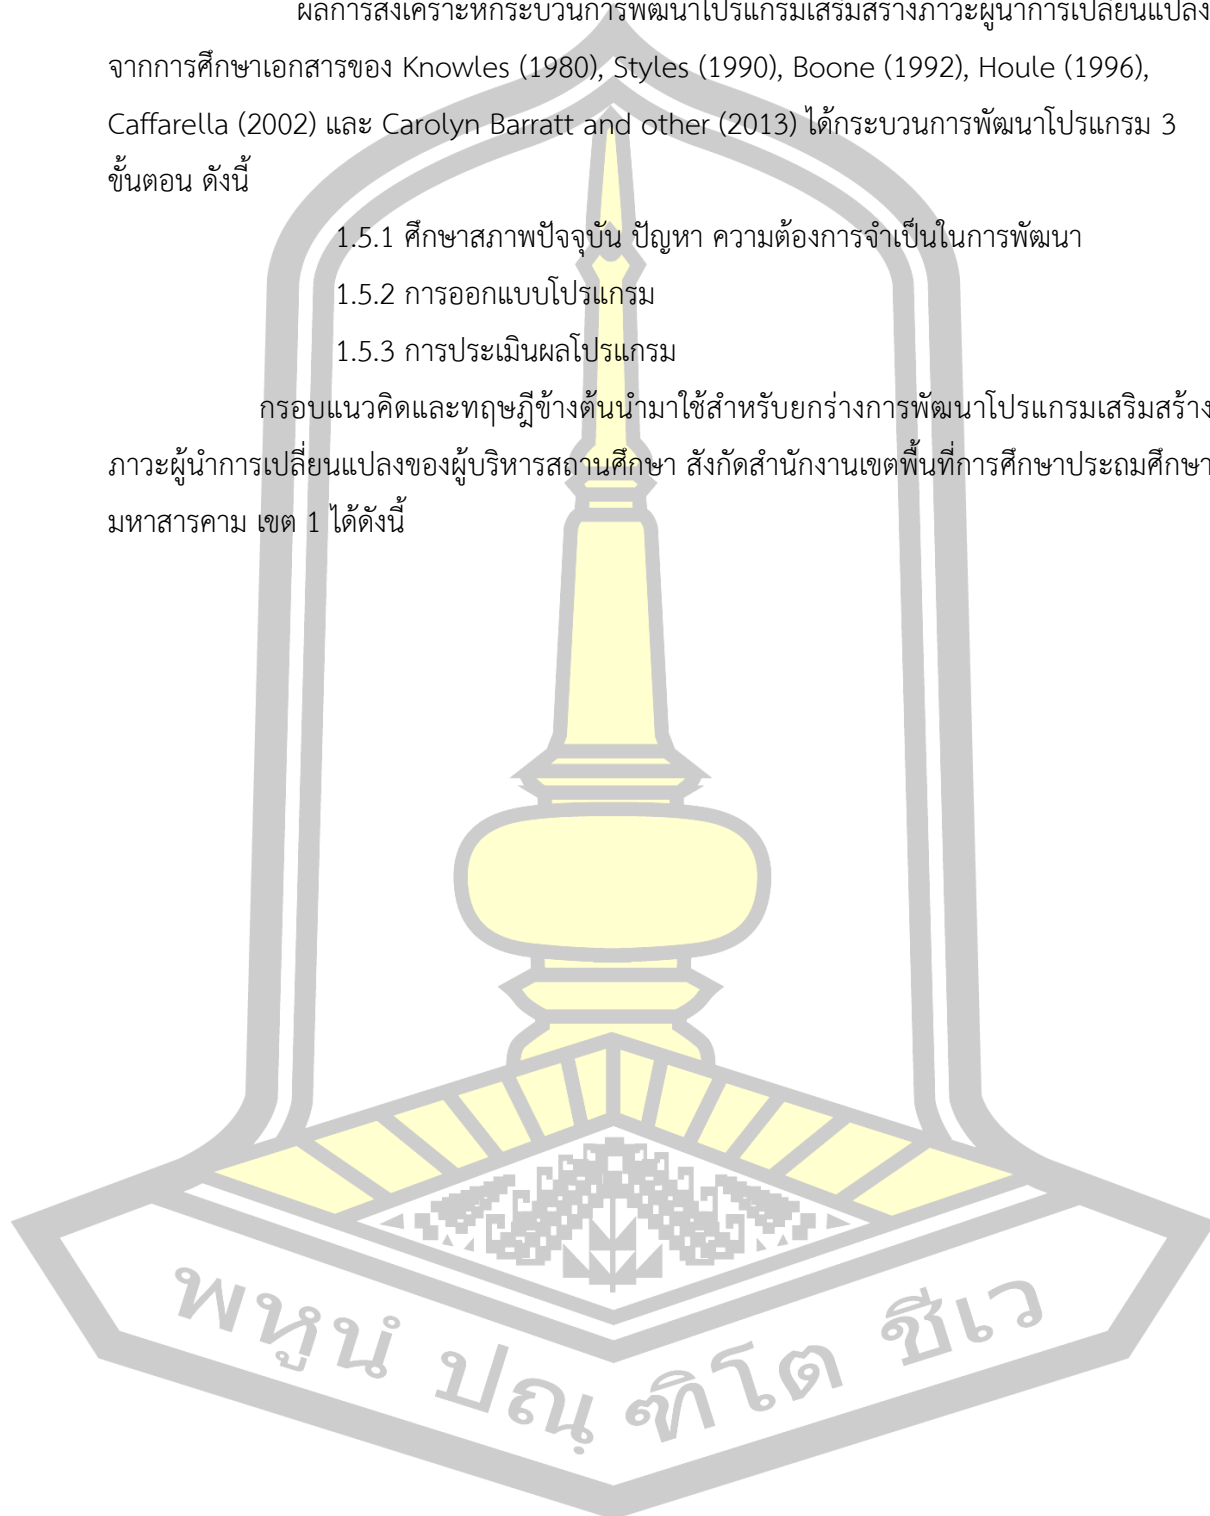 ผลการสังเคราะห์กระบวนการพัฒนาโปรแกรมเสริมสร้างภาวะผู้นำการเปลี่ยนแปลง
จากการศึกษาเอกสารของ Knowles (1980), Styles (1990), Boone (1992), Houle (1996),
Caffarella (2002) และ Carolyn Barratt and other (2013) ได้กระบวนการพัฒนาโปรแกรม 3
ขั้นตอน ดังนี้
1.5.1 ศึกษาสภาพปัจจุบัน ปัญหา ความต้องการจำเป็นในการพัฒนา
1.5.2 การออกแบบโปรแกรม
1.5.3 การประเมินผลโปรแกรม
กรอบแนวคิดและทฤษฎีข้างต้นนำมาใช้สำหรับยกร่างการพัฒนาโปรแกรมเสริมสร้าง
ภาวะผู้นำการเปลี่ยนแปลงของผู้บริหารสถานศึกษา สังกัดสำนักงานเขตพื้นที่การศึกษาประถมศึกษา
มหาสารคาม เขต 1 ได้ดังนี้
พหูนํ ปณฺฑิโต ชีเว